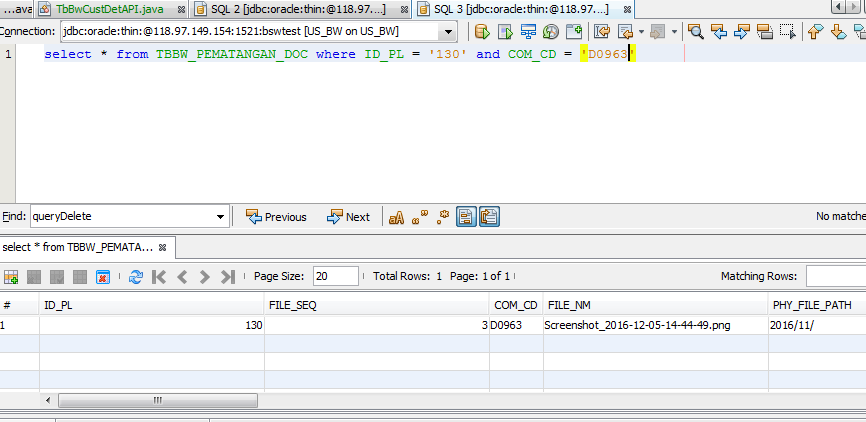 ...ava
TbBwCustDetAPI.java
SQL 2 [jdbc:oracle:thin:@118.97....]
SQL 3 [jdbc:oracle:thin:@118.97....]
Connection: jdbc:oracle:thin:@118.97.149.154:1521:bswtest [US_BW on US_BW]
1 select * from TBBW_PEMATANGAN_DOC where ID_PL = '130' and COM_CD = 'D0963'
Find: queryDelete Previous Next aA No matche
select * from TBBW_PEMATA...
Page Size: 20 Total Rows: 1 Page: 1 of 1 Matching Rows:
# ID_PL FILE_SEQ COM_CD FILE_NM PHY_FILE_PATH
1 130 3 D0963 Screenshot_2016-12-05-14-44-49.png 2016/11/